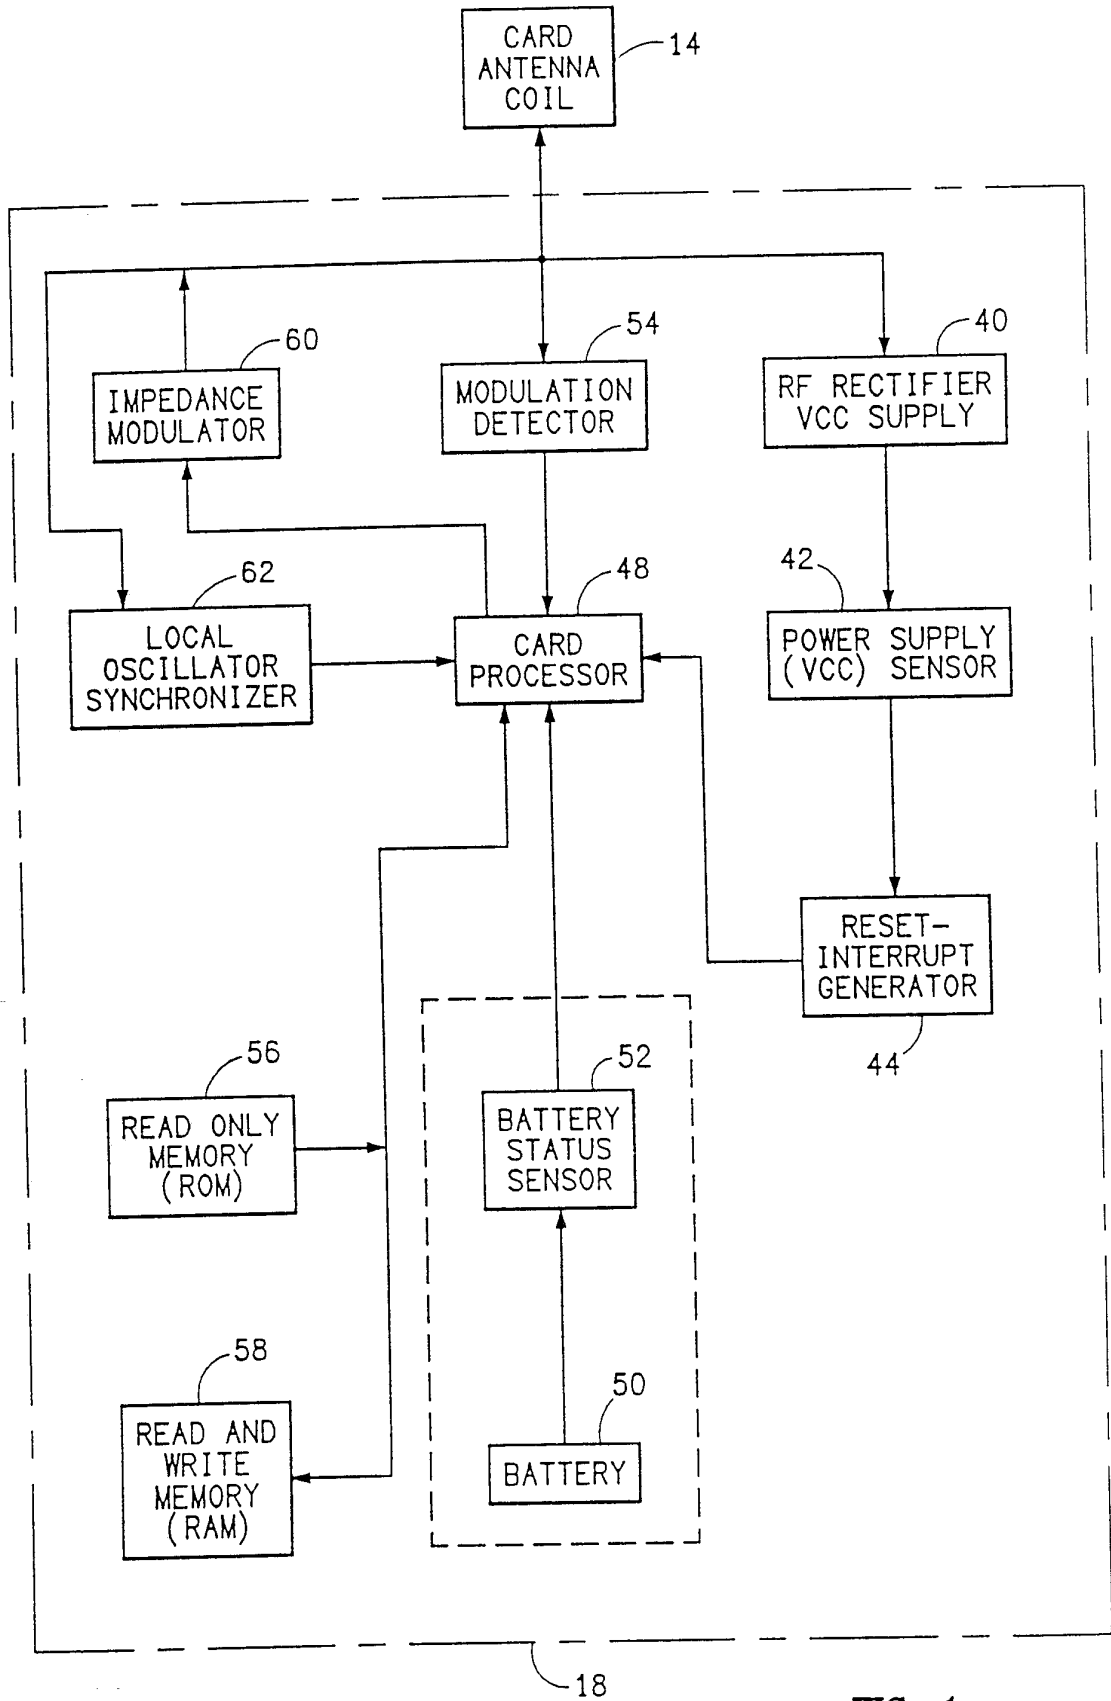 CARD
ANTENNA
COIL
14
60
54
40
IMPEDANCE
MODULATOR
MODULATION
DETECTOR
RF RECTIFIER
VCC SUPPLY
62
48
42
LOCAL
OSCILLATOR
SYNCHRONIZER
CARD
PROCESSOR
POWER SUPPLY
(VCC) SENSOR
RESET-
INTERRUPT
GENERATOR
44
56
52
READ ONLY
MEMORY
(ROM)
BATTERY
STATUS
SENSOR
58
50
READ AND
WRITE
MEMORY
(RAM)
BATTERY
18